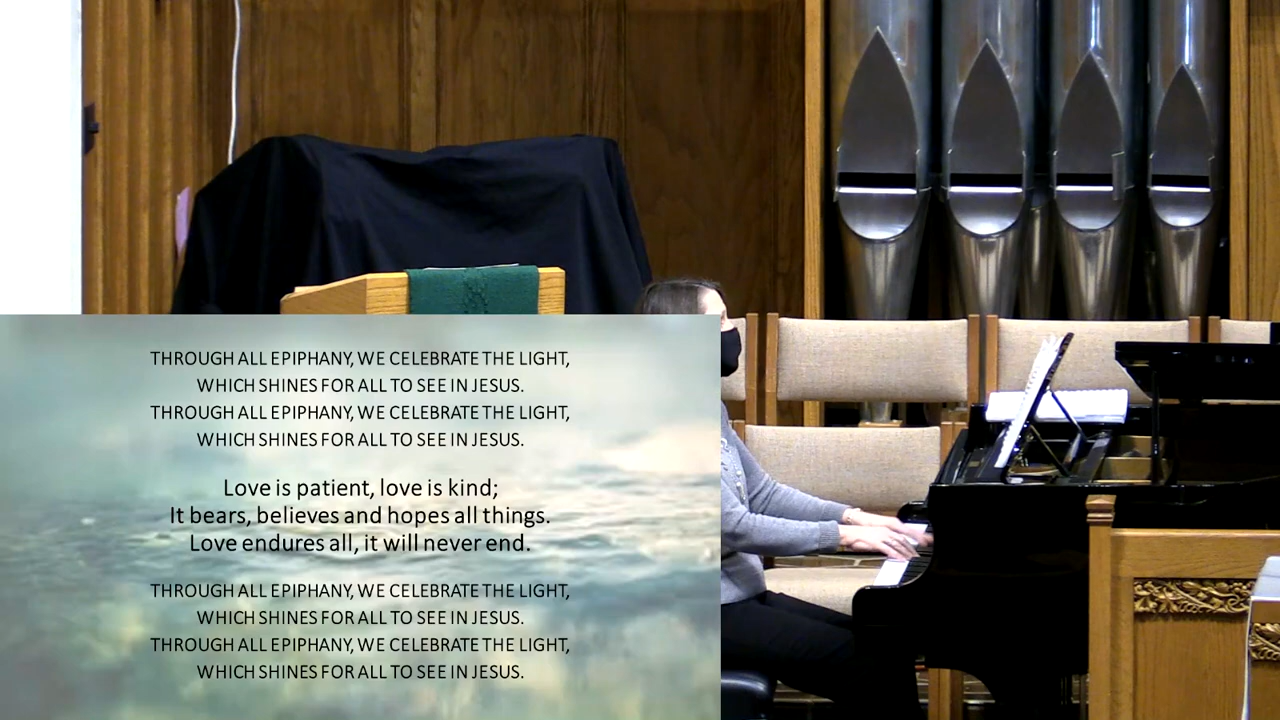 THROUGH ALL EPIPHANY, WE CELEBRATE THE LIGHT,
WHICH SHINES FOR ALL TO SEE IN JESUS.
THROUGH ALL EPIPHANY, WE CELEBRATE THE LIGHT,
WHICH SHINES FOR ALL TO SEE IN JESUS.
Love is patient, love is kind;
It bears, believes and hopes all things.
Love endures all, it will never end.
THROUGH ALL EPIPHANY, WE CELEBRATE THE LIGHT,
WHICH SHINES FOR ALL TO SEE IN JESUS.
THROUGH ALL EPIPHANY, WE CELEBRATE THE LIGHT,
WHICH SHINES FOR ALL TO SEE IN JESUS.